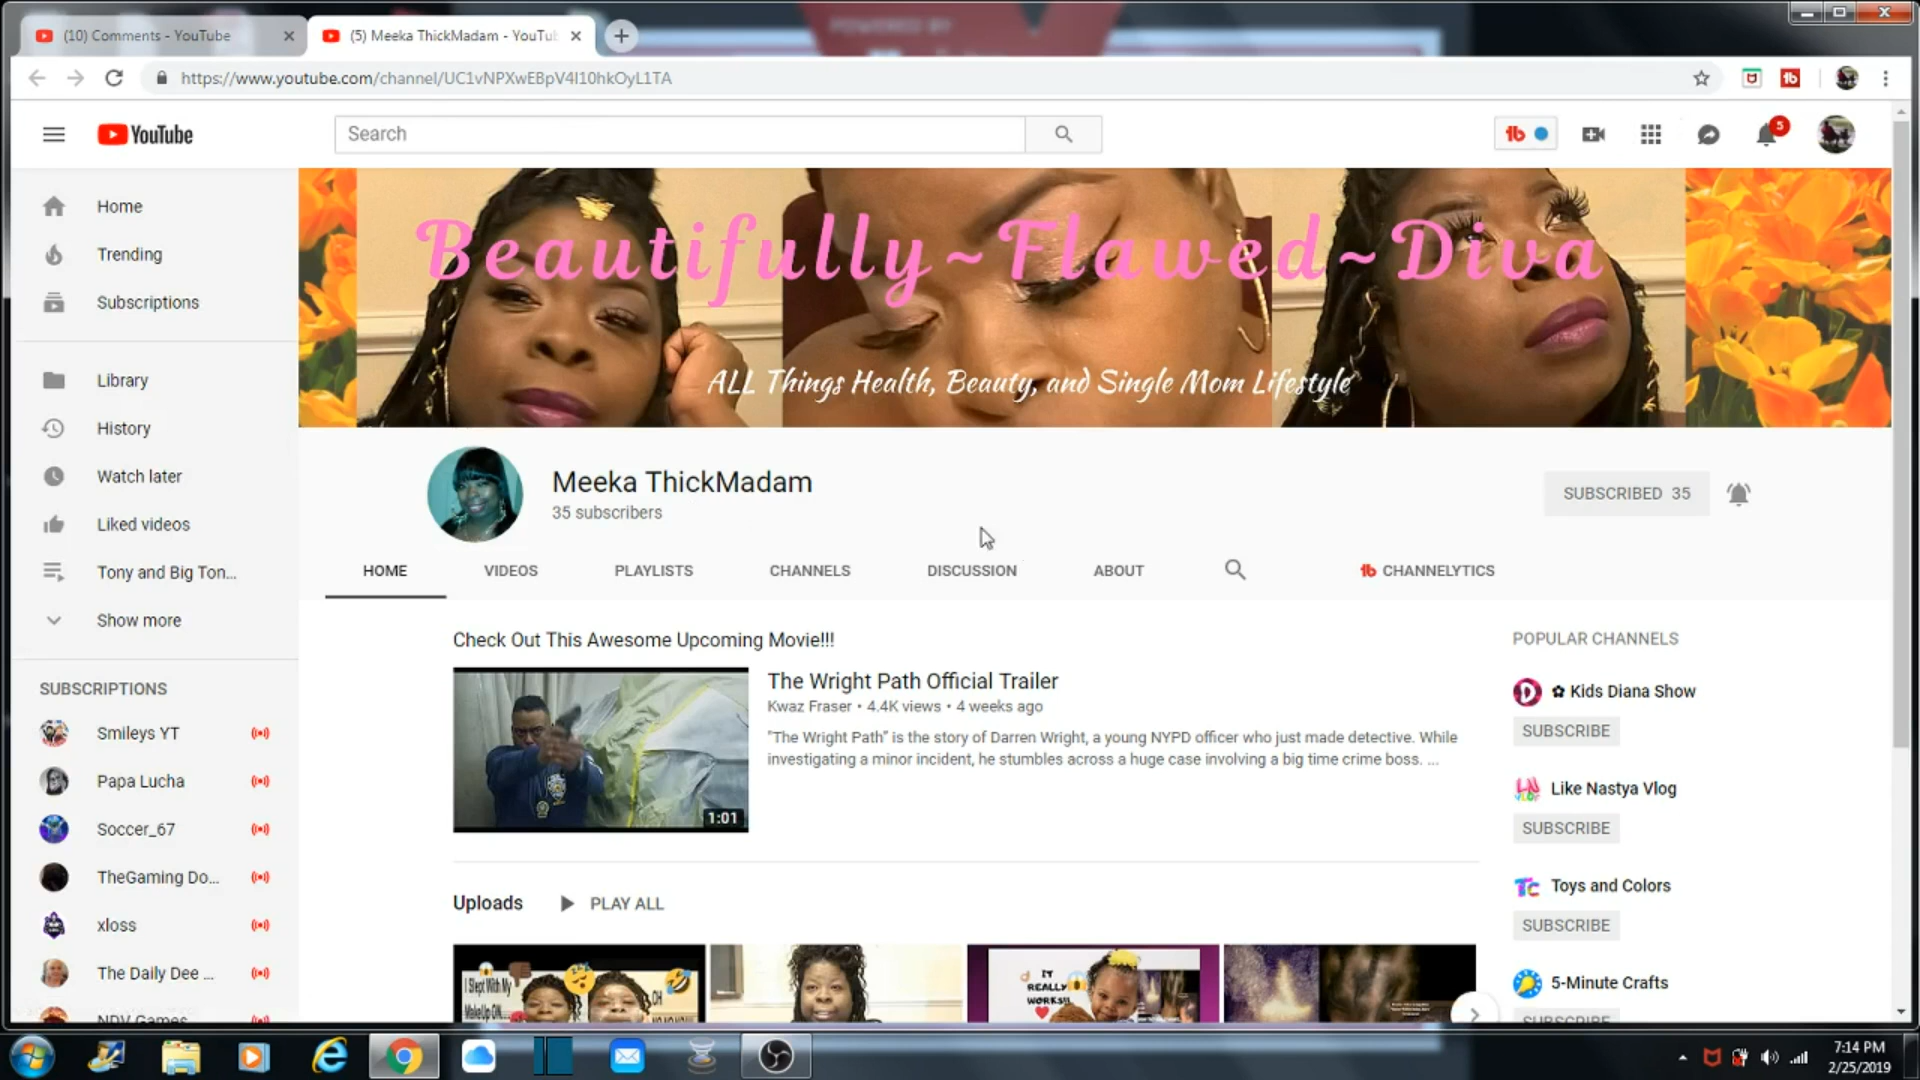 POWERED BY
(10) Comments - YouTube
(5) Meeka ThickMadam - YouTu
https://www.youtube.com/channel/UC1vNPXwEBpV4I10hkOyL1TA
YouTube
Search
5
Beautifully~Flawed~Diva
ALL Things Health, Beauty, and Single Mom Lifestyle
Home
Trending
Subscriptions
Library
History
Watch later
Liked videos
Tony and Big Ton...
Show more
SUBSCRIPTIONS
Smileys YT
Papa Lucha
Soccer_67
TheGaming Do...
xloss
The Daily Dee ...
NDV Games
Meeka ThickMadam
35 subscribers
SUBSCRIBED 35
HOME VIDEOS PLAYLISTS CHANNELS DISCUSSION ABOUT CHANNELYTICS
Check Out This Awesome Upcoming Movie!!!
The Wright Path Official Trailer
Kwaz Fraser • 4.4K views • 4 weeks ago
"The Wright Path" is the story of Darren Wright, a young NYPD officer who just made detective. While
investigating a minor incident, he stumbles across a huge case involving a big time crime boss. ...
1:01
Uploads PLAY ALL
I Slept With My
MakeUp ON...
OH
IT
REALLY
WORKS!!!
POPULAR CHANNELS
✿ Kids Diana Show
SUBSCRIBE
Like Nastya Vlog
SUBSCRIBE
Toys and Colors
SUBSCRIBE
5-Minute Crafts
SUBSCRIBE
7:14 PM
2/25/2019